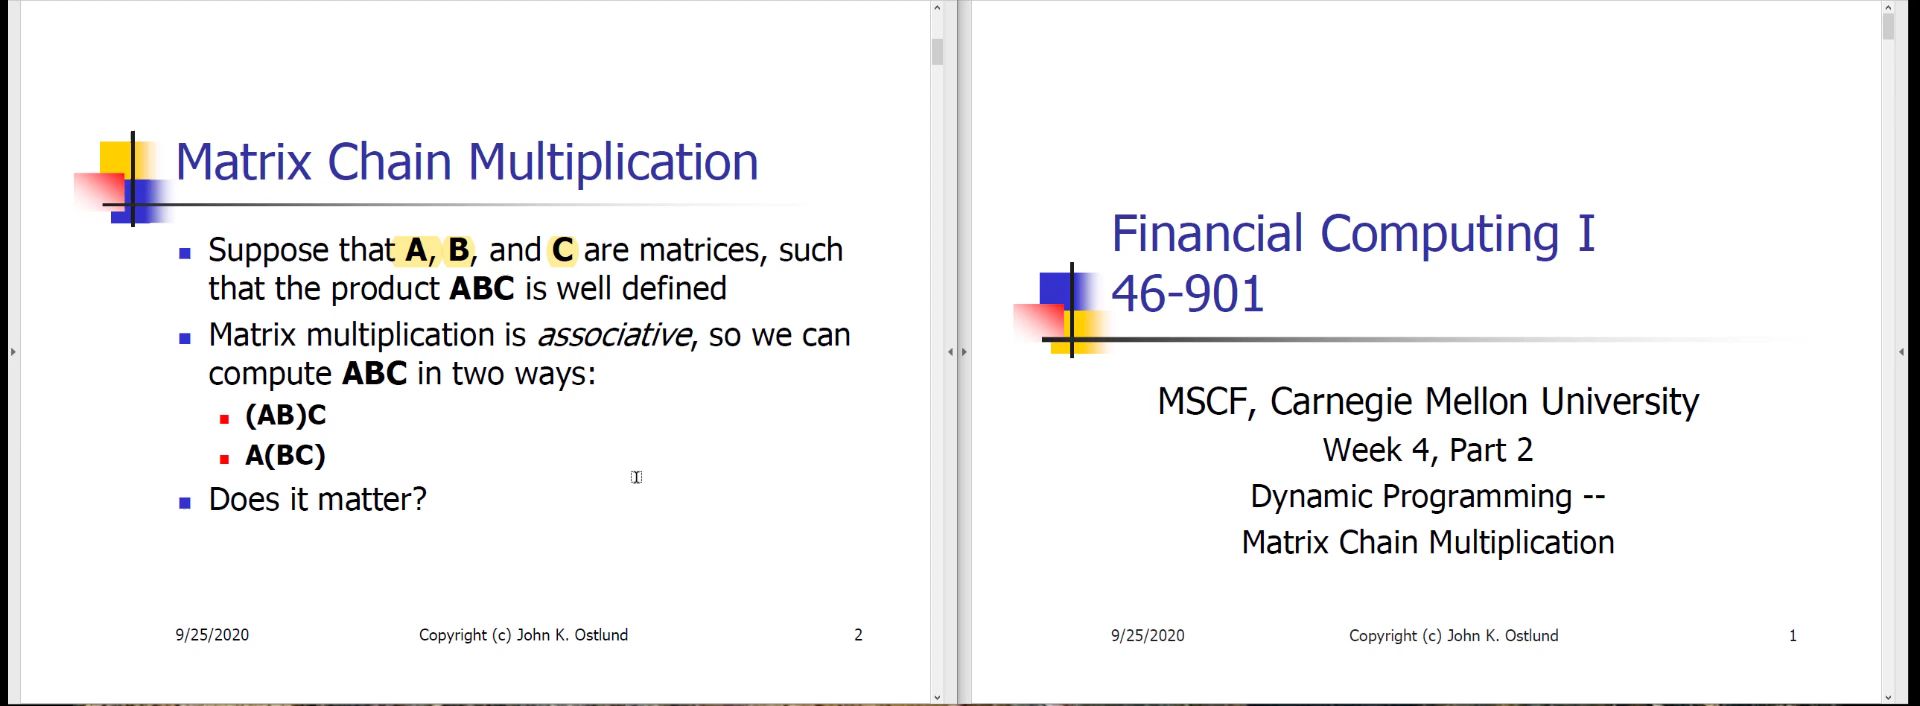 Matrix Chain Multiplication
Suppose that A, B, and C are matrices, such
that the product ABC is well defined
Matrix multiplication is associative, so we can
compute ABC in two ways:
(AB)C
A(BC)
Does it matter?
9/25/2020 Copyright (c) John K. Ostlund 2
Financial Computing I
46-901
MSCF, Carnegie Mellon University
Week 4, Part 2
Dynamic Programming --
Matrix Chain Multiplication
9/25/2020 Copyright (c) John K. Ostlund 1